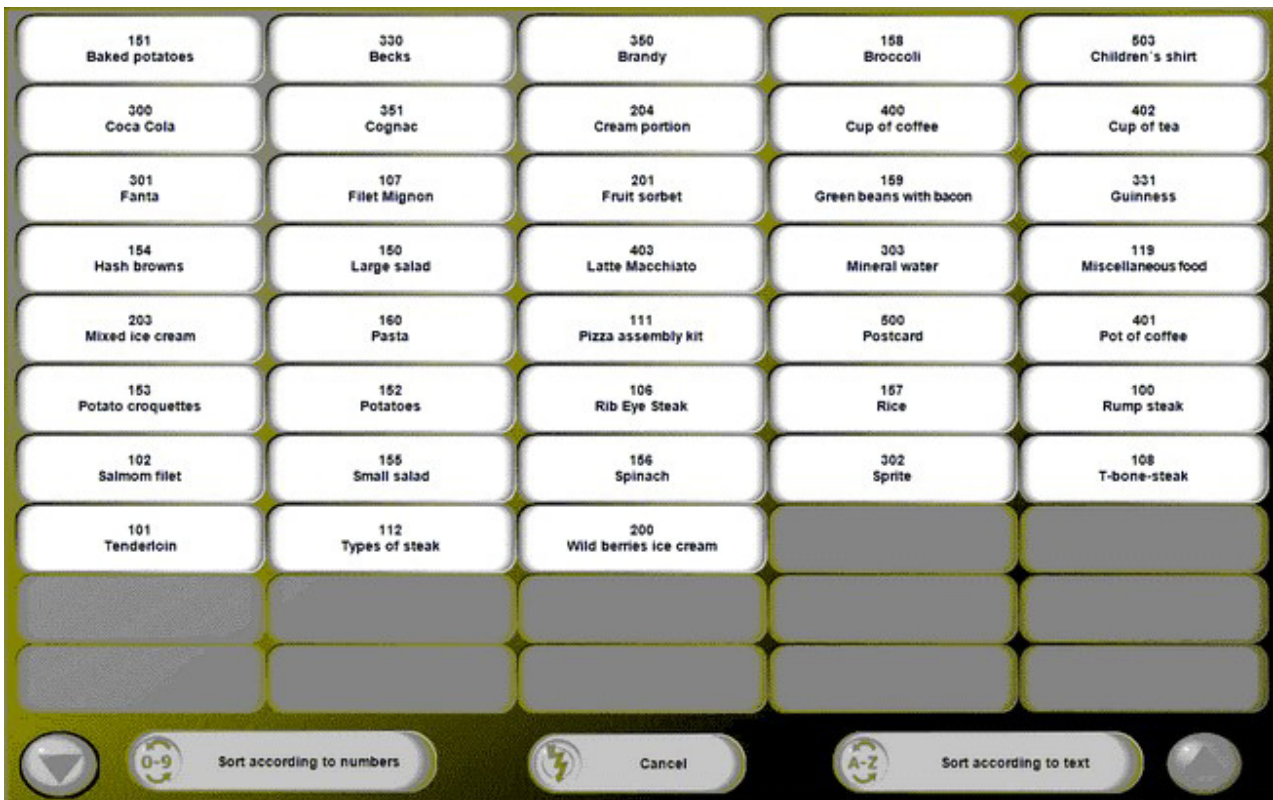 151
Baked potatoes
330
Becks
350
Brandy
158
Broccoli
503
Children`s shirt
300
Coca Cola
351
Cognac
204
Cream portion
400
Cup of coffee
402
Cup of tea
301
Fanta
107
Filet Mignon
201
Fruit sorbet
159
Green beans with bacon
331
Guinness
154
Hash browns
150
Large salad
403
Latte Macchiato
303
Mineral water
119
Miscellaneous food
203
Mixed ice cream
160
Pasta
111
Pizza assembly kit
500
Postcard
401
Pot of coffee
153
Potato croquettes
152
Potatoes
106
Rib Eye Steak
157
Rice
100
Rump steak
102
Salmom filet
155
Small salad
156
Spinach
302
Sprite
108
T-bone-steak
101
Tenderloin
112
Types of steak
200
Wild berries ice cream
0-9
Sort according to numbers
Cancel
A-Z
Sort according to text